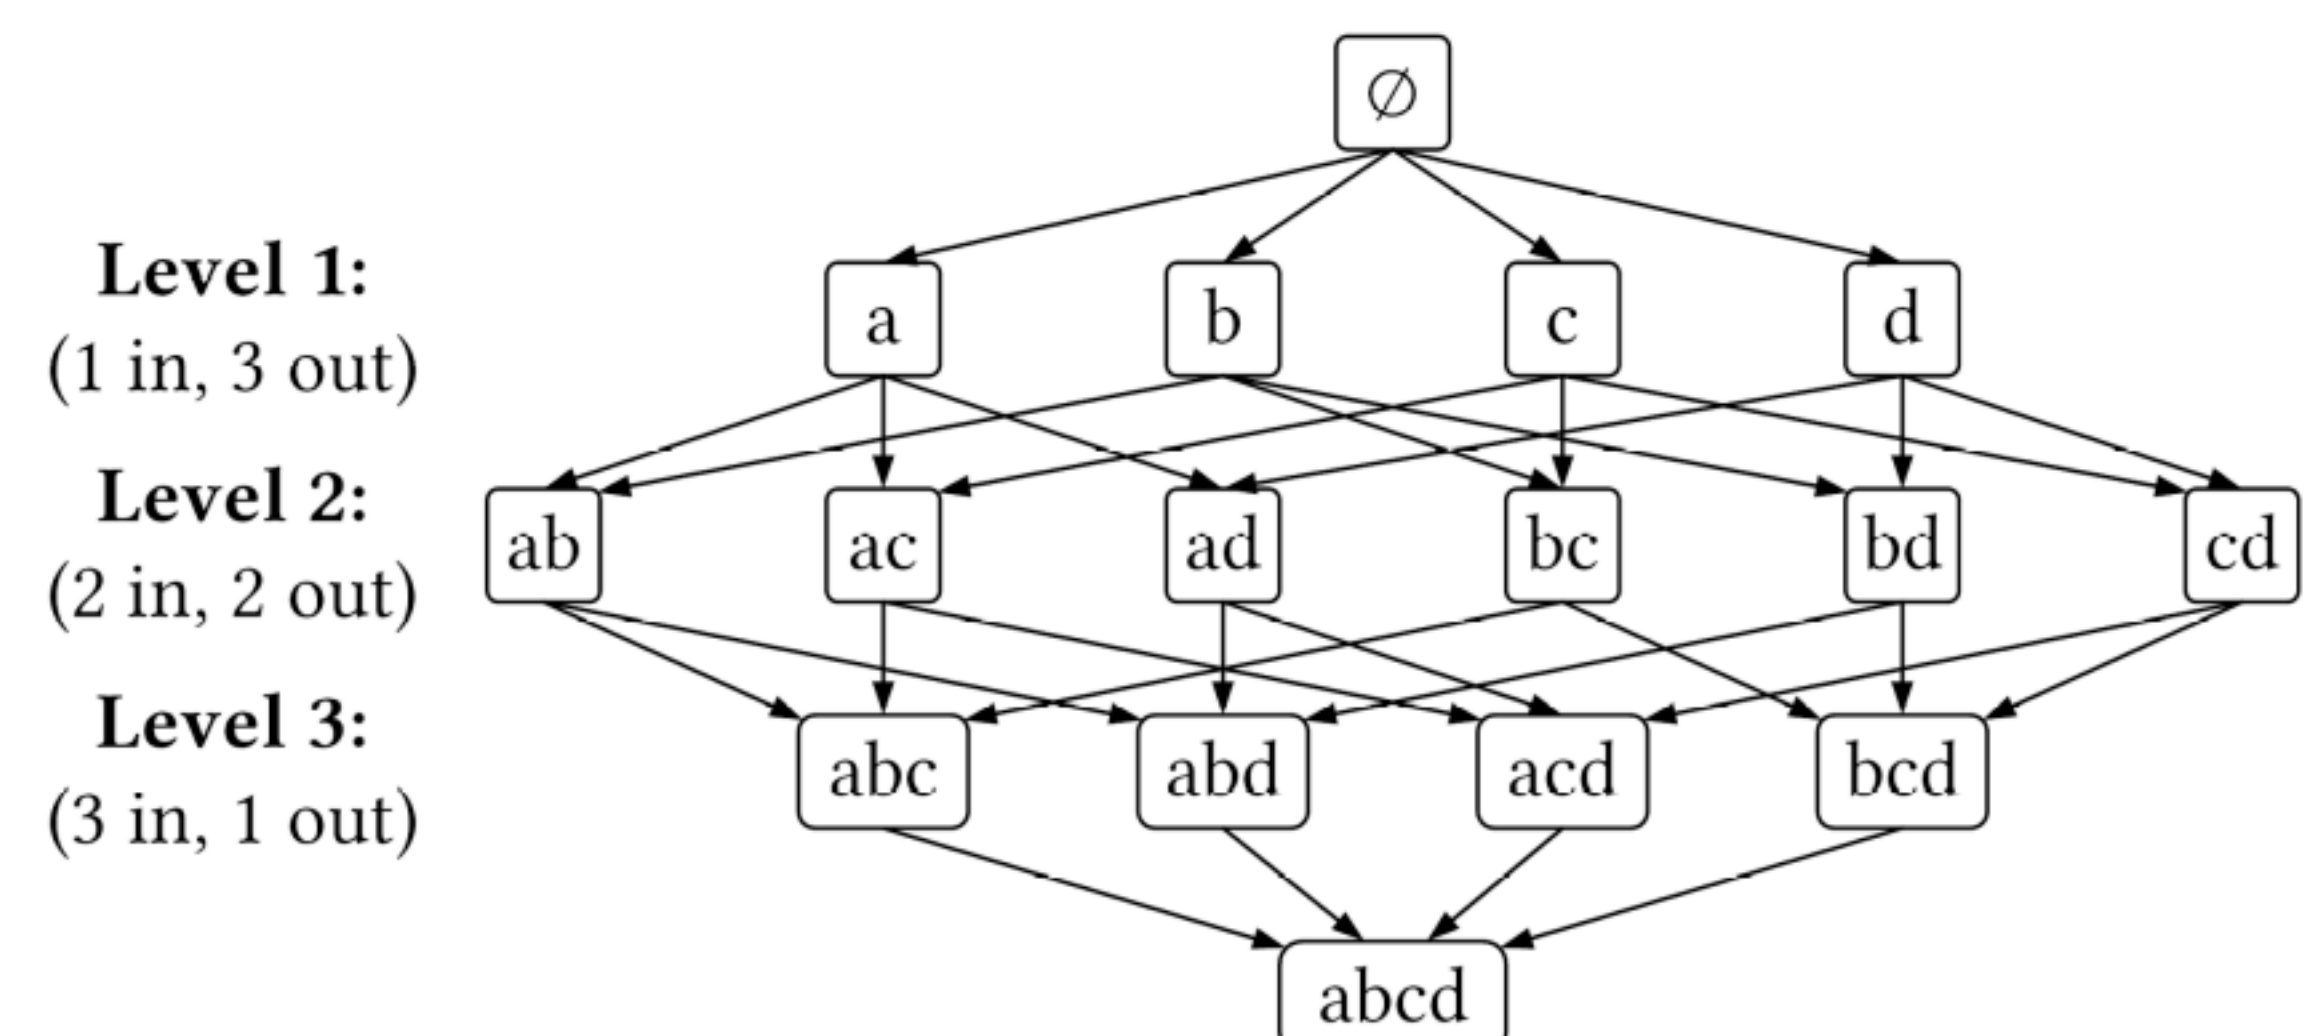 ∅
Level 1:
(1 in, 3 out)
a b c d
Level 2:
(2 in, 2 out)
ab ac ad bc bd cd
Level 3:
(3 in, 1 out)
abc abd acd bcd
abcd